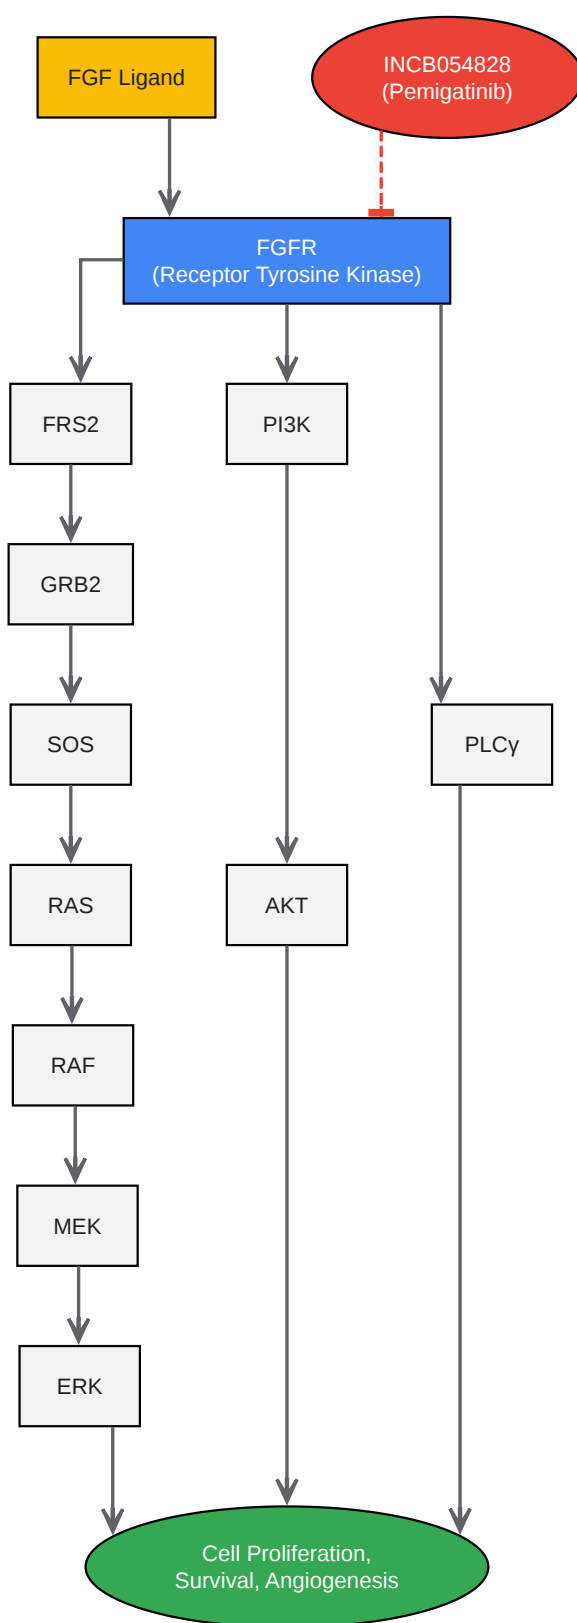 FGF Ligand
INCB054828
(Pemigatinib)
FGFR
(Receptor Tyrosine Kinase)
FRS2
PI3K
GRB2
SOS
PLCγ
RAS
AKT
RAF
MEK
ERK
Cell Proliferation,
Survival, Angiogenesis